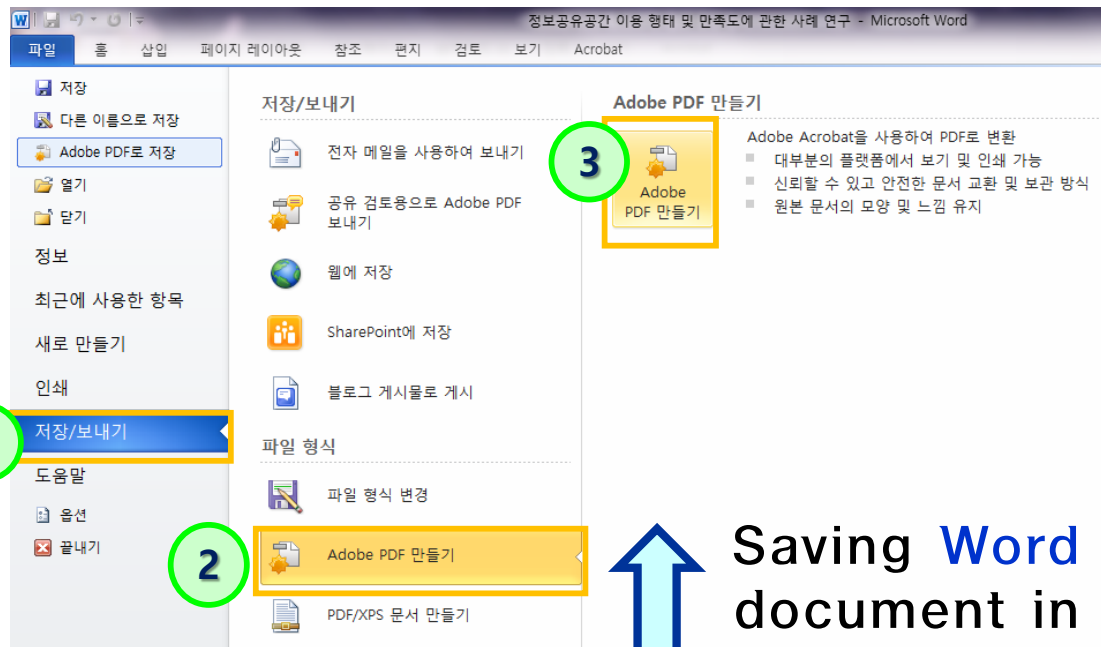 정보공유공간 이용 형태 및 만족도에 관한 사례 연구 - Microsoft Word
파일 홈 삽입 페이지 레이아웃 참조 편지 검토 보기 Acrobat
저장
다른 이름으로 저장
Adobe PDF로 저장
열기
닫기
정보
최근에 사용한 항목
새로 만들기
인쇄
저장/보내기
도움말
옵션
끝내기
저장/보내기
전자 메일을 사용하여 보내기
공유 검토용으로 Adobe PDF
보내기
웹에 저장
SharePoint에 저장
블로그 게시물로 게시
파일 형식
파일 형식 변경
2
Adobe PDF 만들기
PDF/XPS 문서 만들기
Adobe PDF 만들기
3
Adobe
PDF 만들기
Adobe Acrobat을 사용하여 PDF로 변환
대부분의 플랫폼에서 보기 및 인쇄 가능
신뢰할 수 있고 안전한 문서 교환 및 보관 방식
원본 문서의 모양 및 느낌 유지
Saving Word
document in